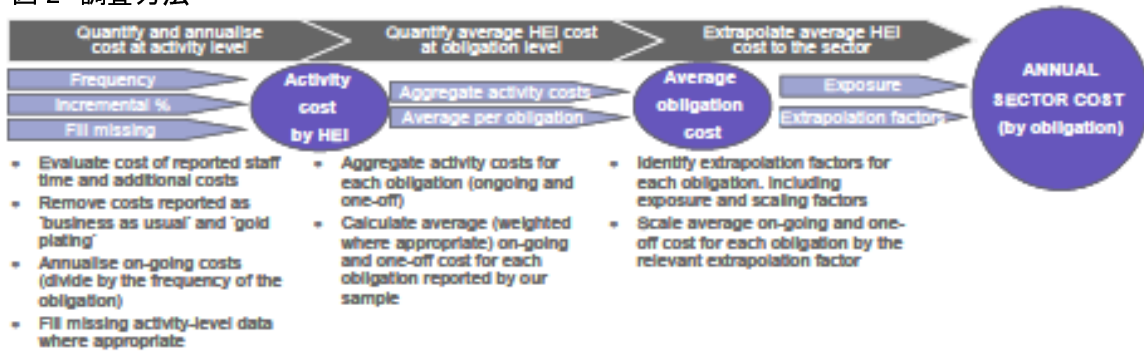 図 2 調査方法
Quantify and annualise
cost at activity level
Quantify average HEI cost
at obligation level
Extrapolate average HEI
cost to the sector
Frequency
Incremental %
Fill missing
Activity
cost
by HEI
Aggregate activity costs
Average per obligation
Average
obligation
cost
Exposure
Extrapolation factors
ANNUAL
SECTOR COST
(by obligation)
• Evaluate cost of reported staff
time and additional costs
• Remove costs reported as
'business as usual' and 'gold
plating'
• Annualise on-going costs
(divide by the frequency of the
obligation)
• Fill missing activity-level data
where appropriate
• Aggregate activity costs for
each obligation (ongoing and
one-off)
• Calculate average (weighted
where appropriate) on-going
and one-off cost for each
obligation reported by our
sample
• Identify extrapolation factors for
each obligation. including
exposure and scaling factors
• Scale average on-going and one-
off cost for each obligation by the
relevant extrapolation factor